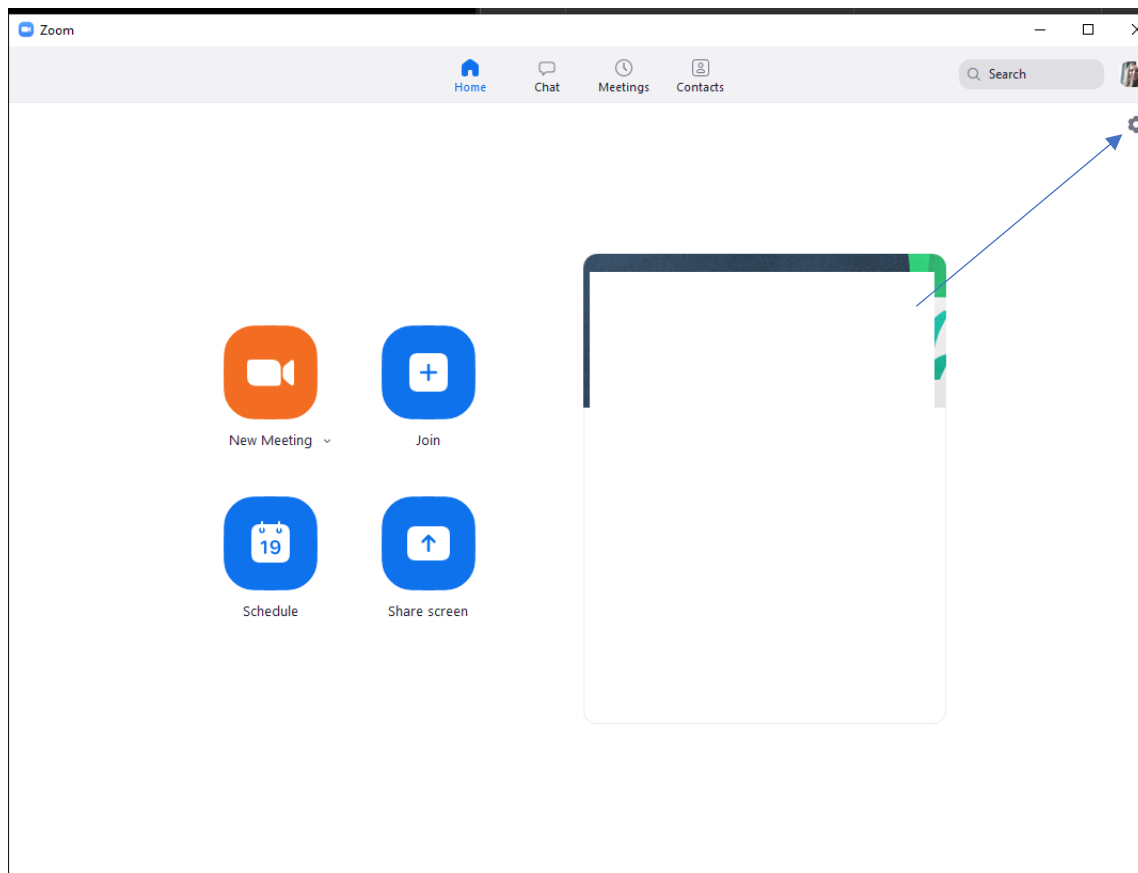 Zoom
Home
Chat
Meetings
Contacts
Search
New Meeting
Join
19
Schedule
Share screen